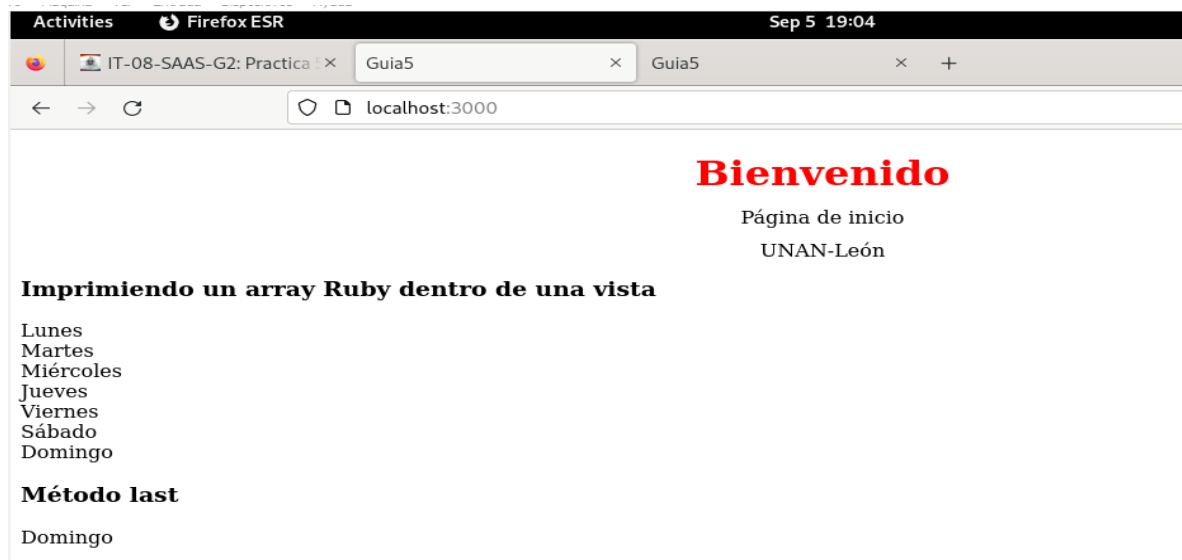 Activities Firefox ESR Sep 5 19:04
IT-08-SAAS-G2: Practica Guia5 Guia5
localhost:3000
Bienvenido
Página de inicio
UNAN-León
Imprimiendo un array Ruby dentro de una vista
Lunes
Martes
Miércoles
Jueves
Viernes
Sábado
Domingo
Método last
Domingo